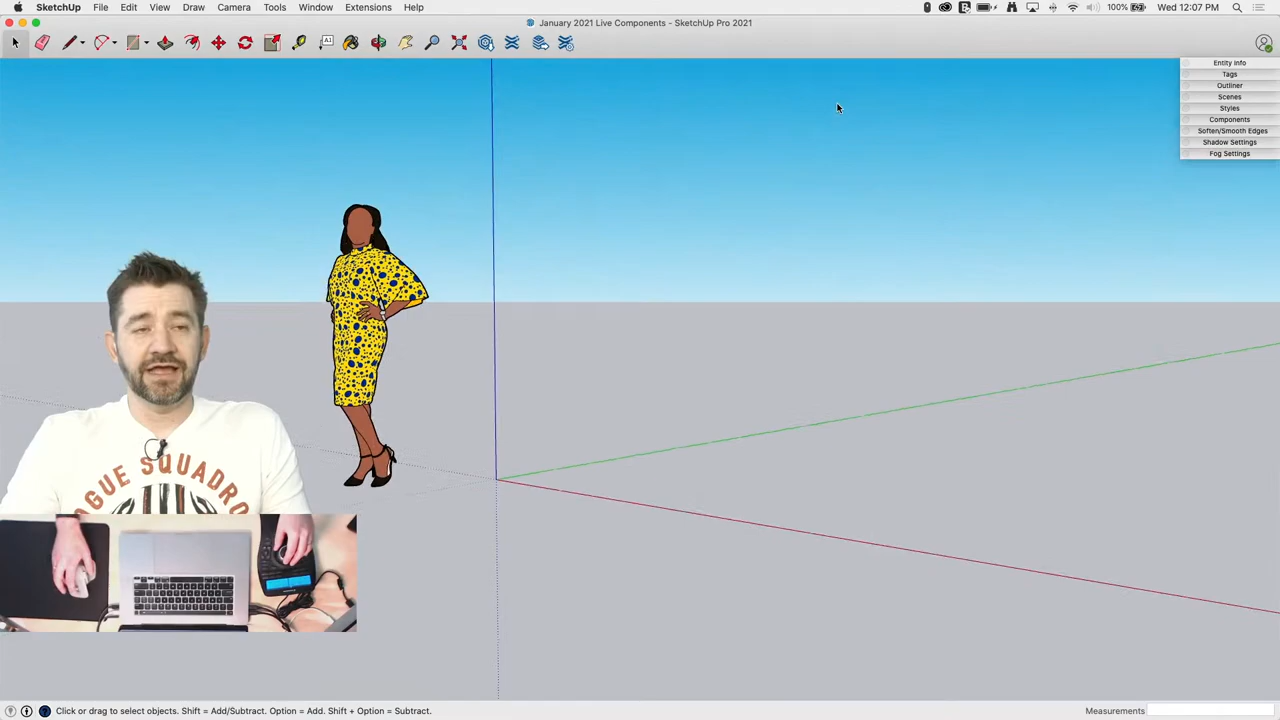 SketchUp File Edit View Draw Camera Tools Window Extensions Help 100% Wed 12:07 PM
January 2021 Live Components - SketchUp Pro 2021
A1
Entity Info
Tags
Outliner
Scenes
Styles
Components
Soften/Smooth Edges
Shadow Settings
Fog Settings
GUE SQUADRO
Click or drag to select objects. Shift = Add/Subtract. Option = Add. Shift + Option = Subtract. Measurements